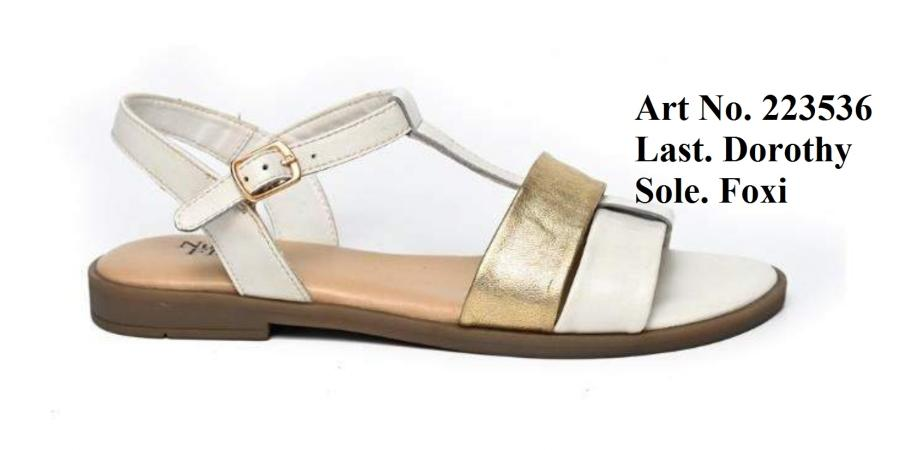 Art No. 223536
Last. Dorothy
Sole. Foxi